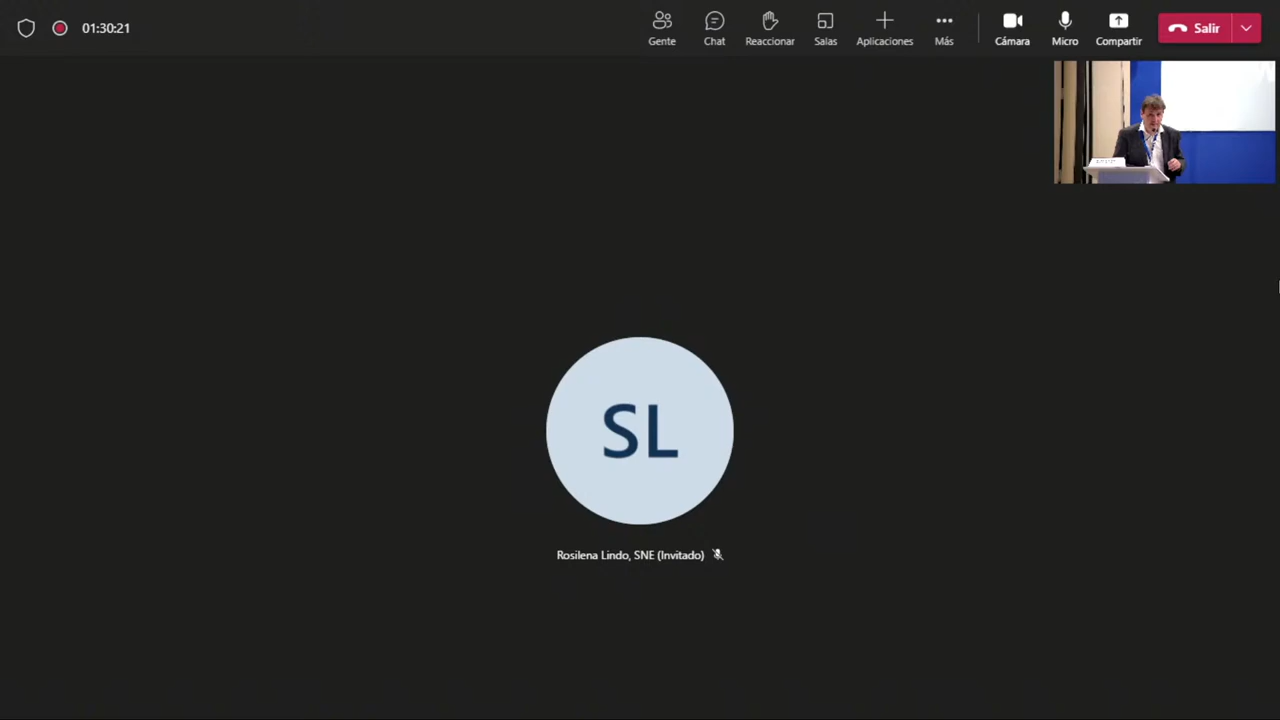 01:30:21
Gente Chat Reaccionar Salas Aplicaciones Más Cámara Micro Compartir Salir
SL
Rosilena Lindo, SNE (Invitado)